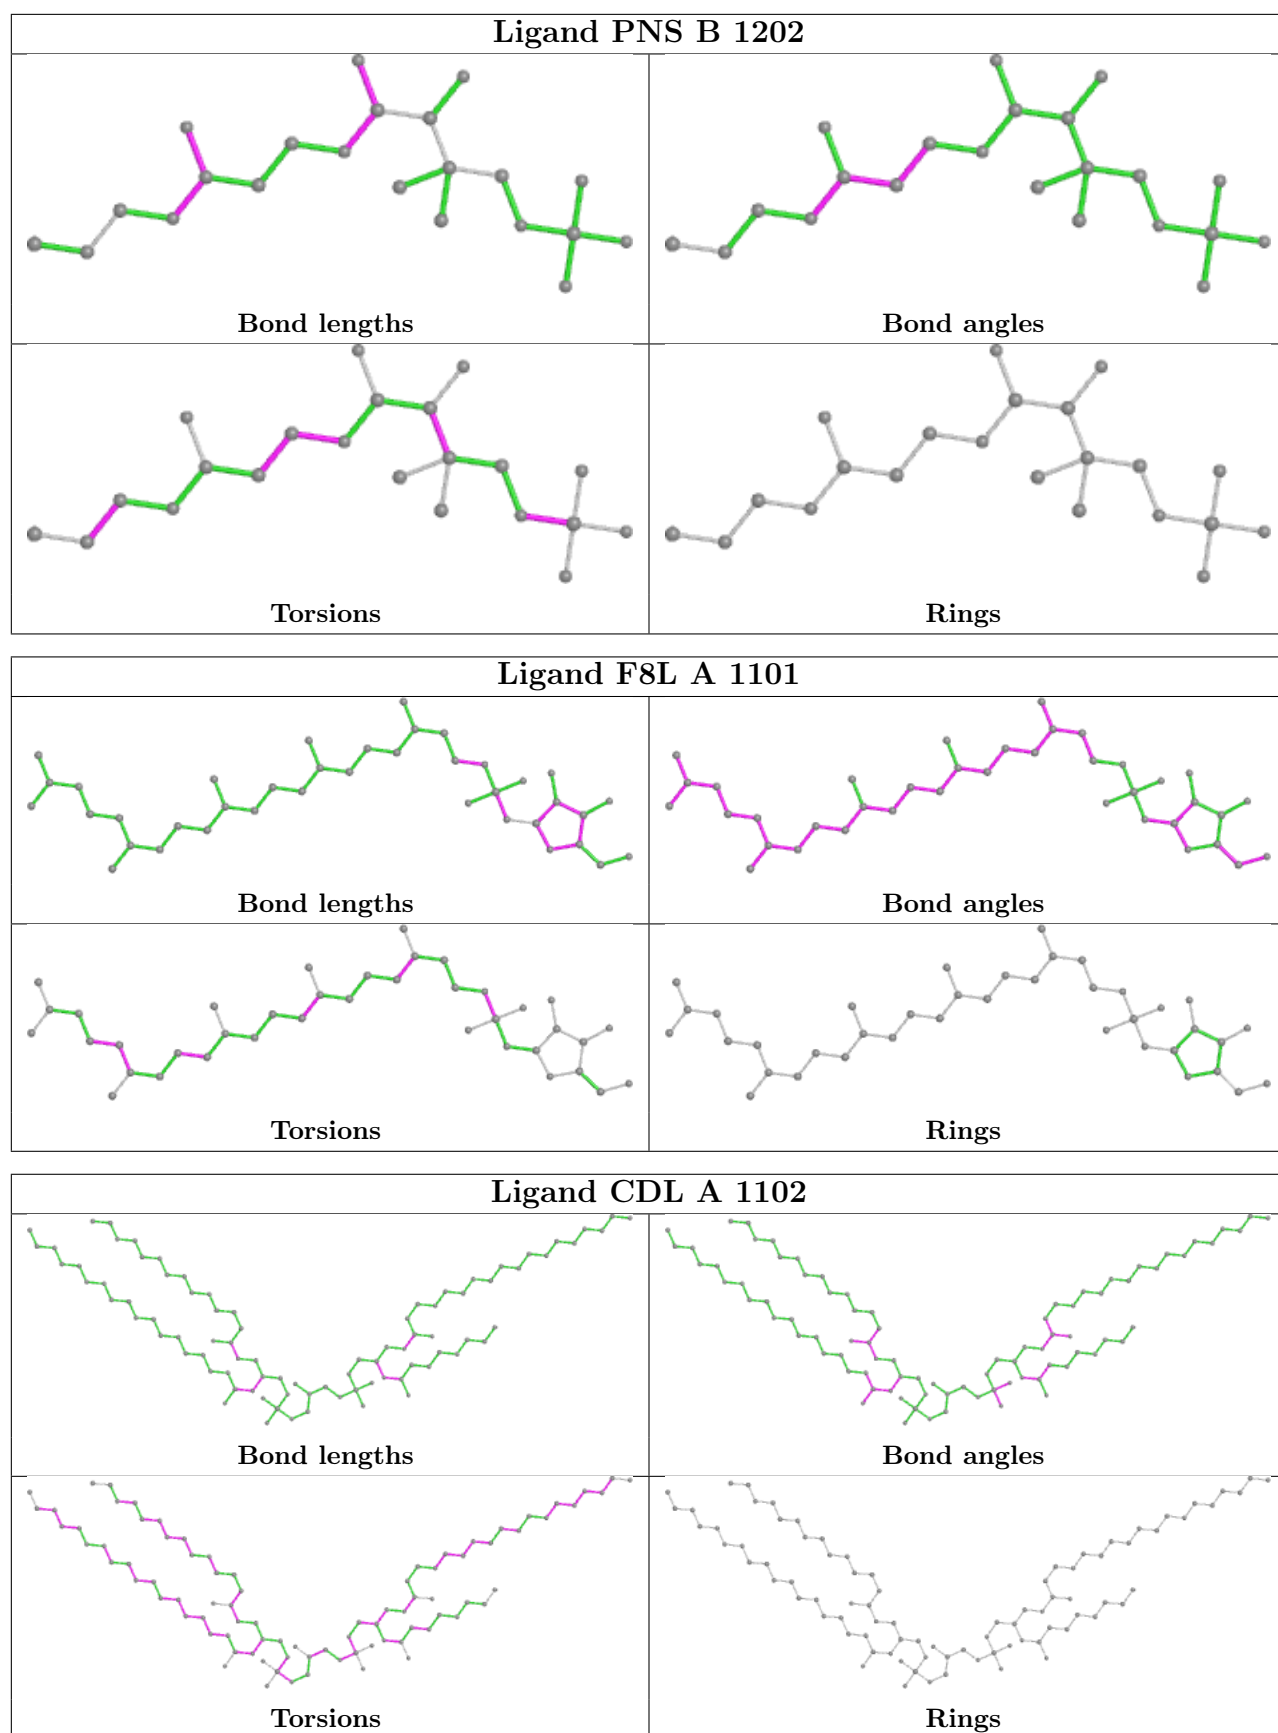 Ligand PNS B 1202
Bond lengths
Bond angles
Torsions
Rings
Ligand F8L A 1101
Bond lengths
Bond angles
Torsions
Rings
Ligand CDL A 1102
Bond lengths
Bond angles
Torsions
Rings